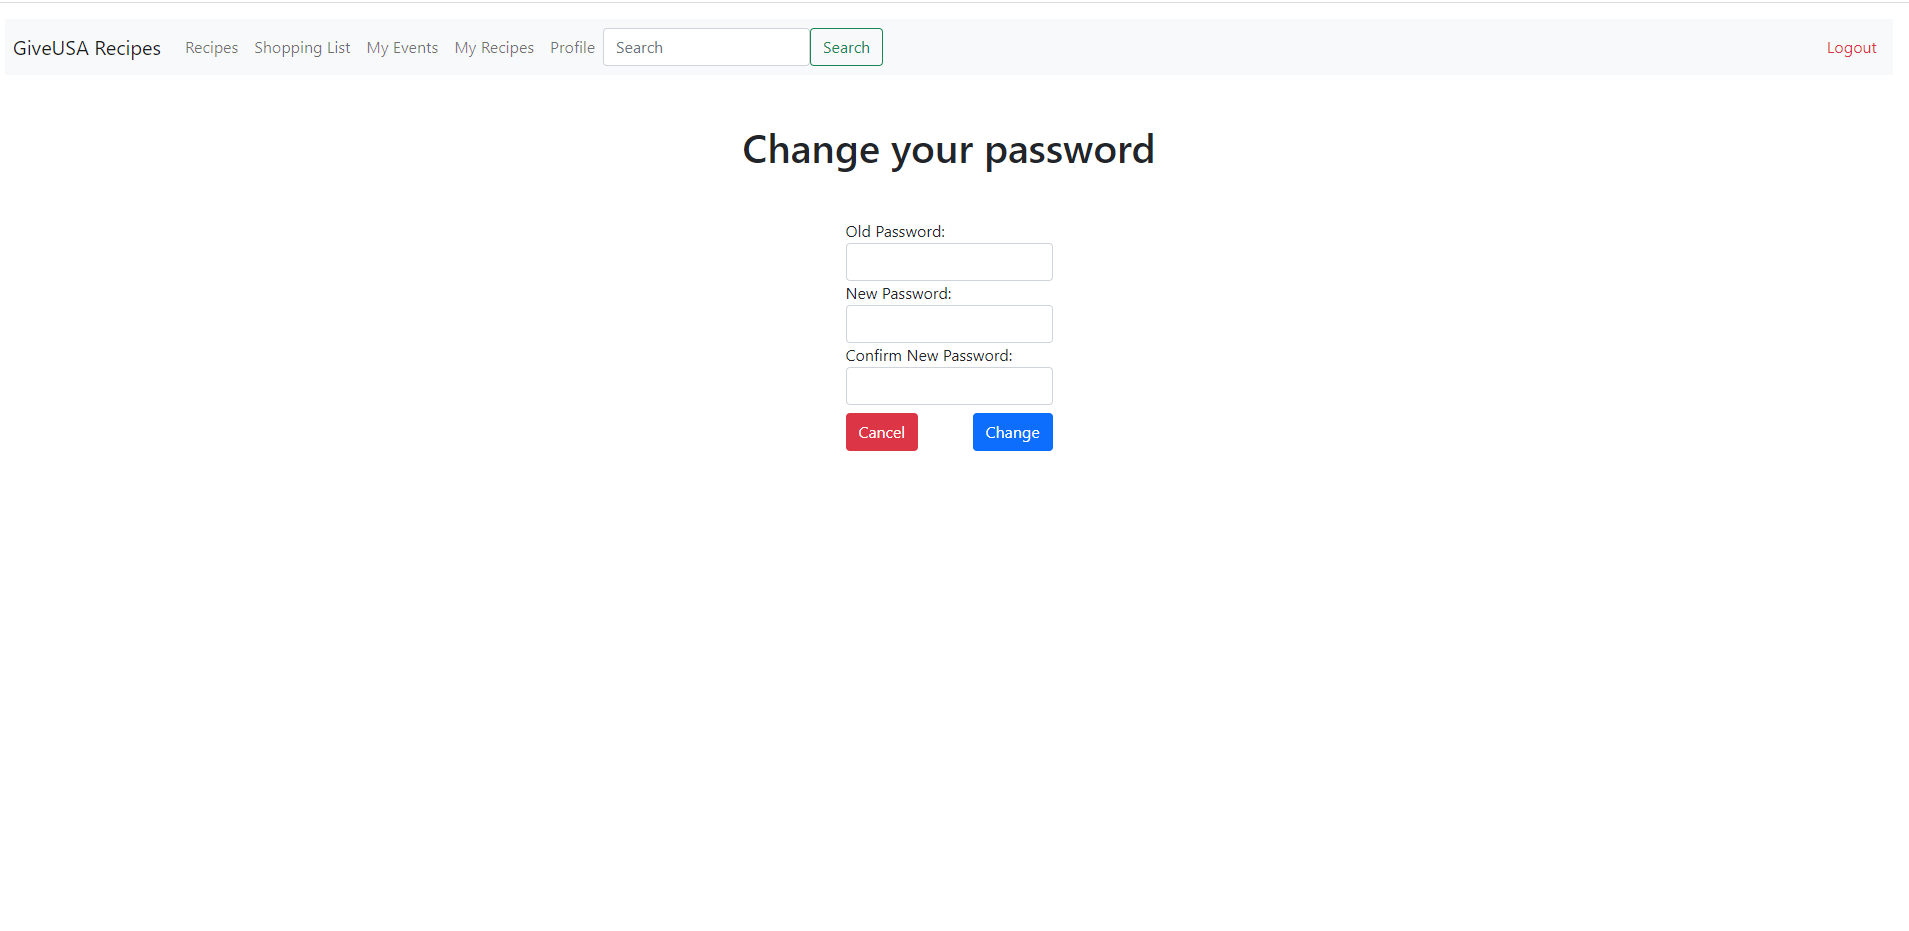 GiveUSA Recipes Recipes Shopping List My Events My Recipes Profile Search Search Logout
Change your password
Old Password:
New Password:
Confirm New Password:
Cancel Change